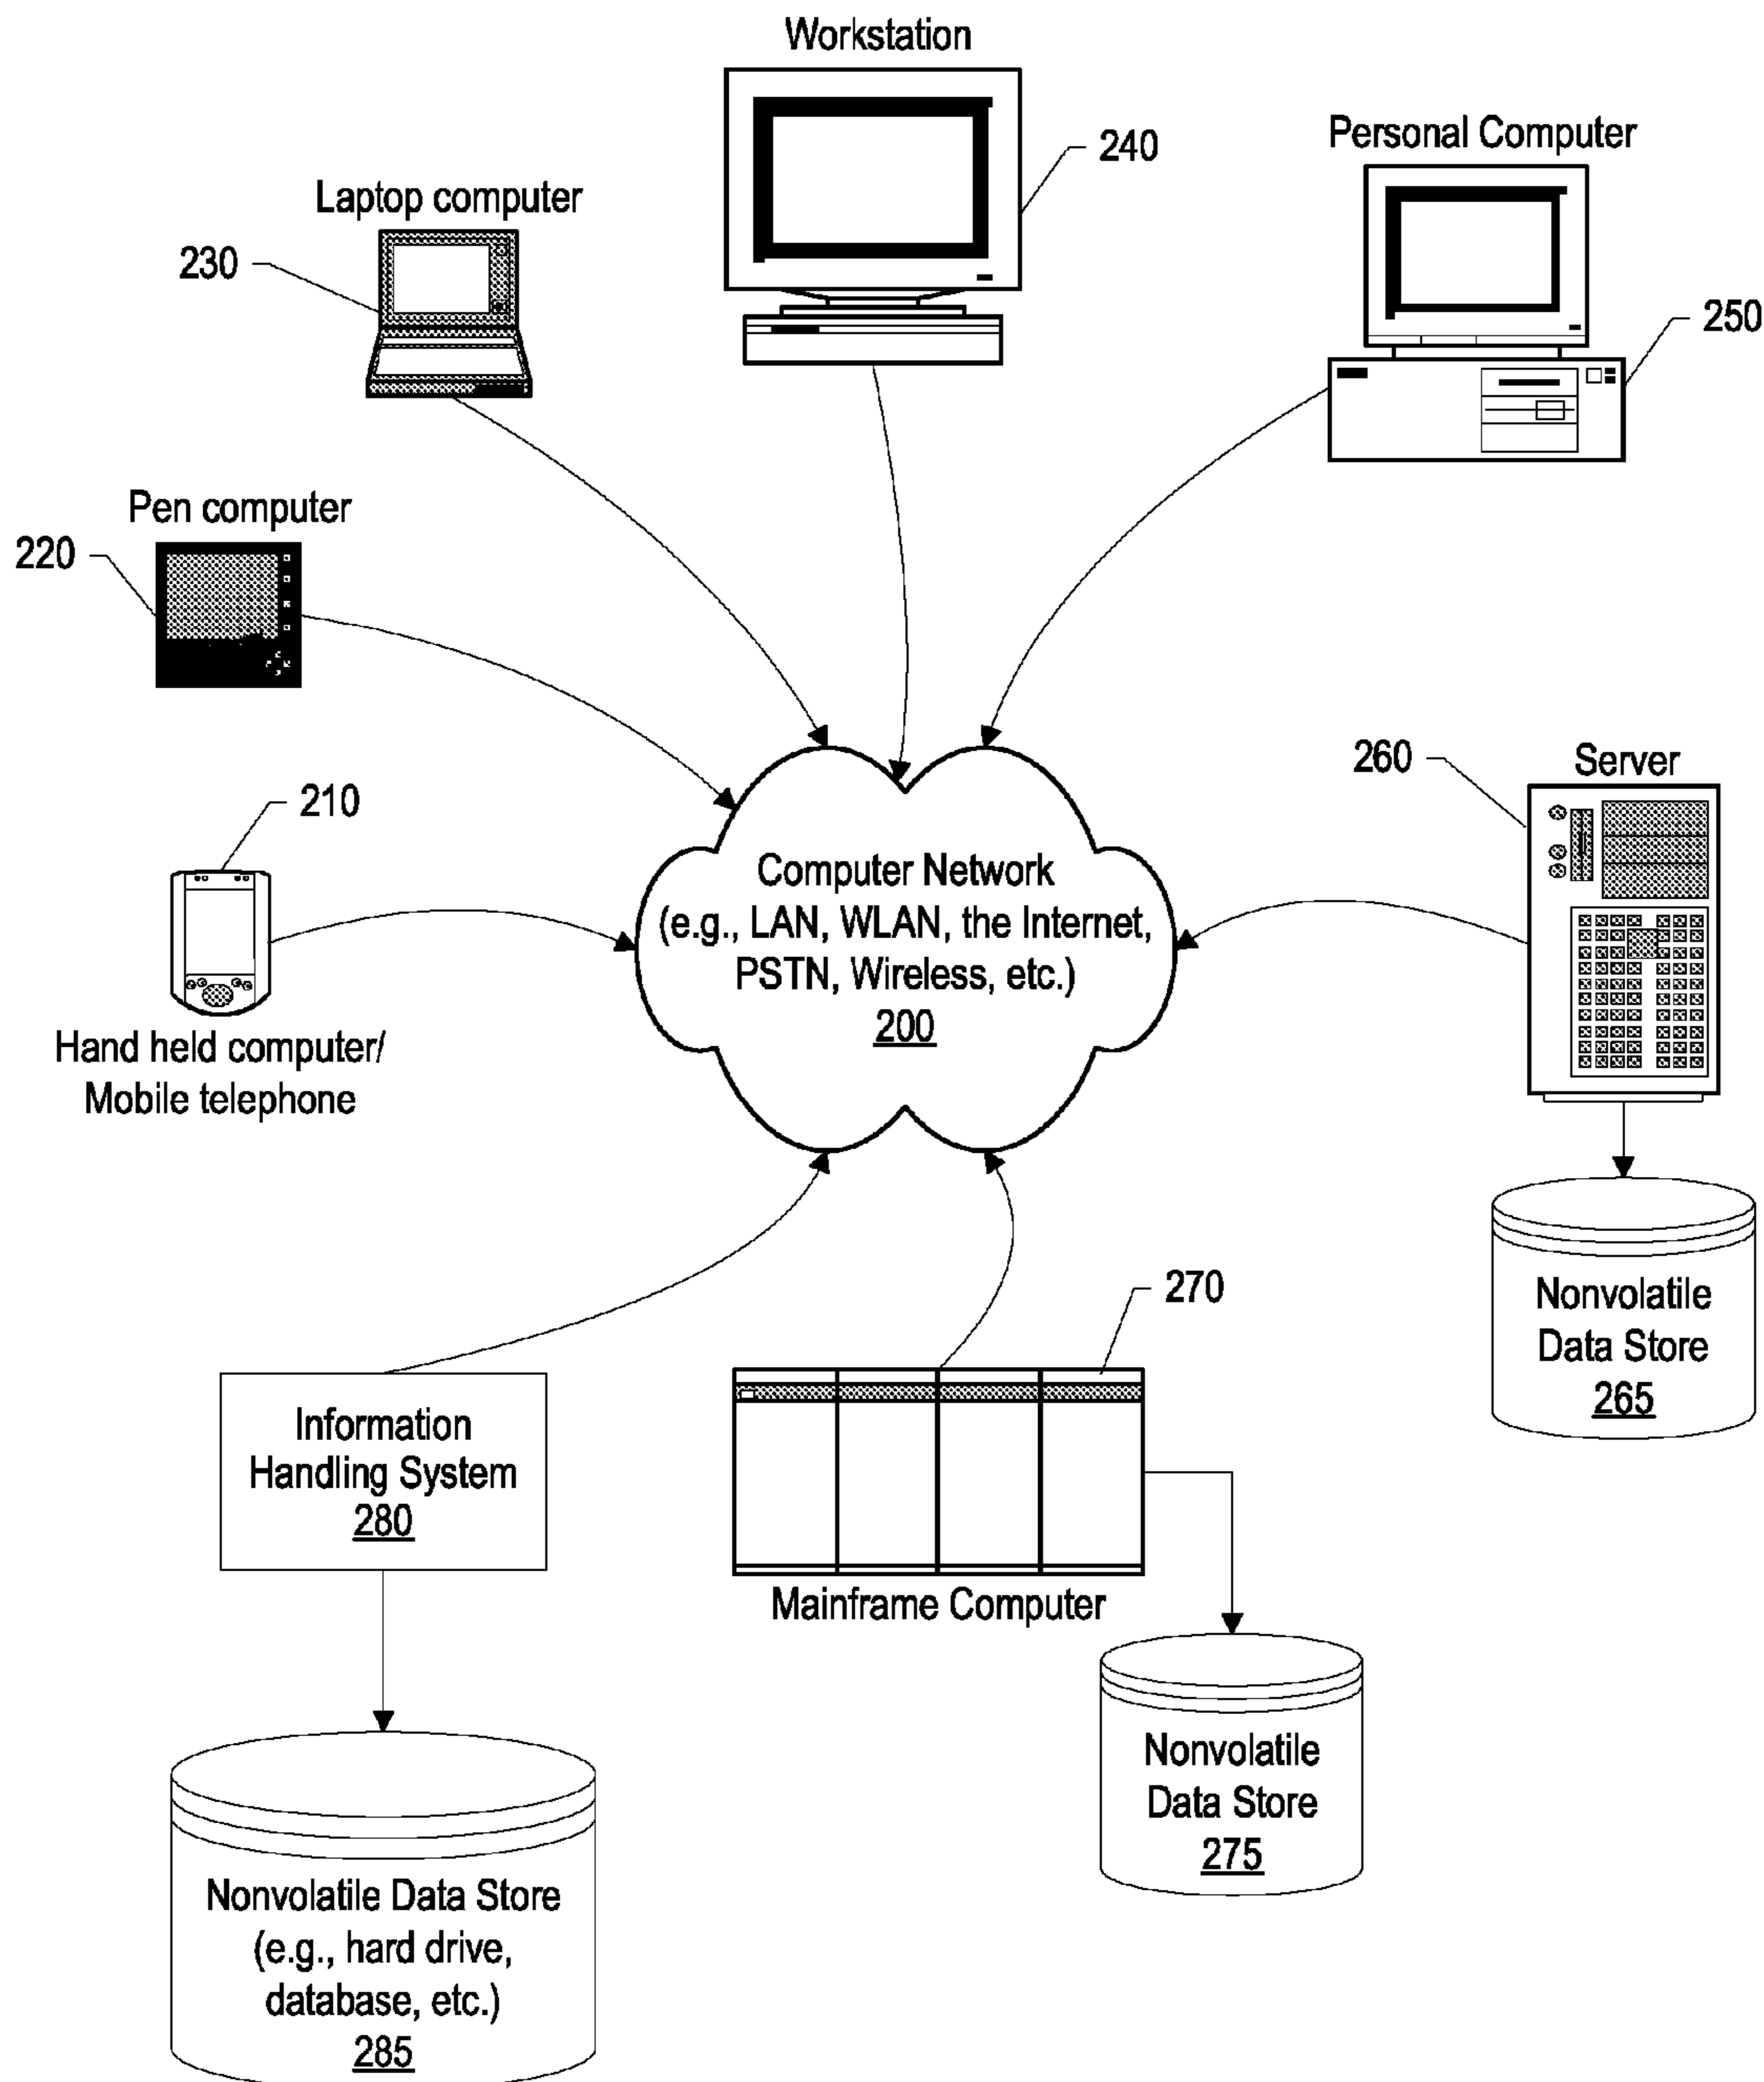 Workstation
240
Personal Computer
250
Laptop computer
230
Pen computer
220
210
Hand held computer/
Mobile telephone
Computer Network
(e.g., LAN, WLAN, the Internet,
PSTN, Wireless, etc.)
200
260
Server
Nonvolatile
Data Store
265
270
Mainframe Computer
Information
Handling System
280
Nonvolatile
Data Store
275
Nonvolatile Data Store
(e.g., hard drive,
database, etc.)
285